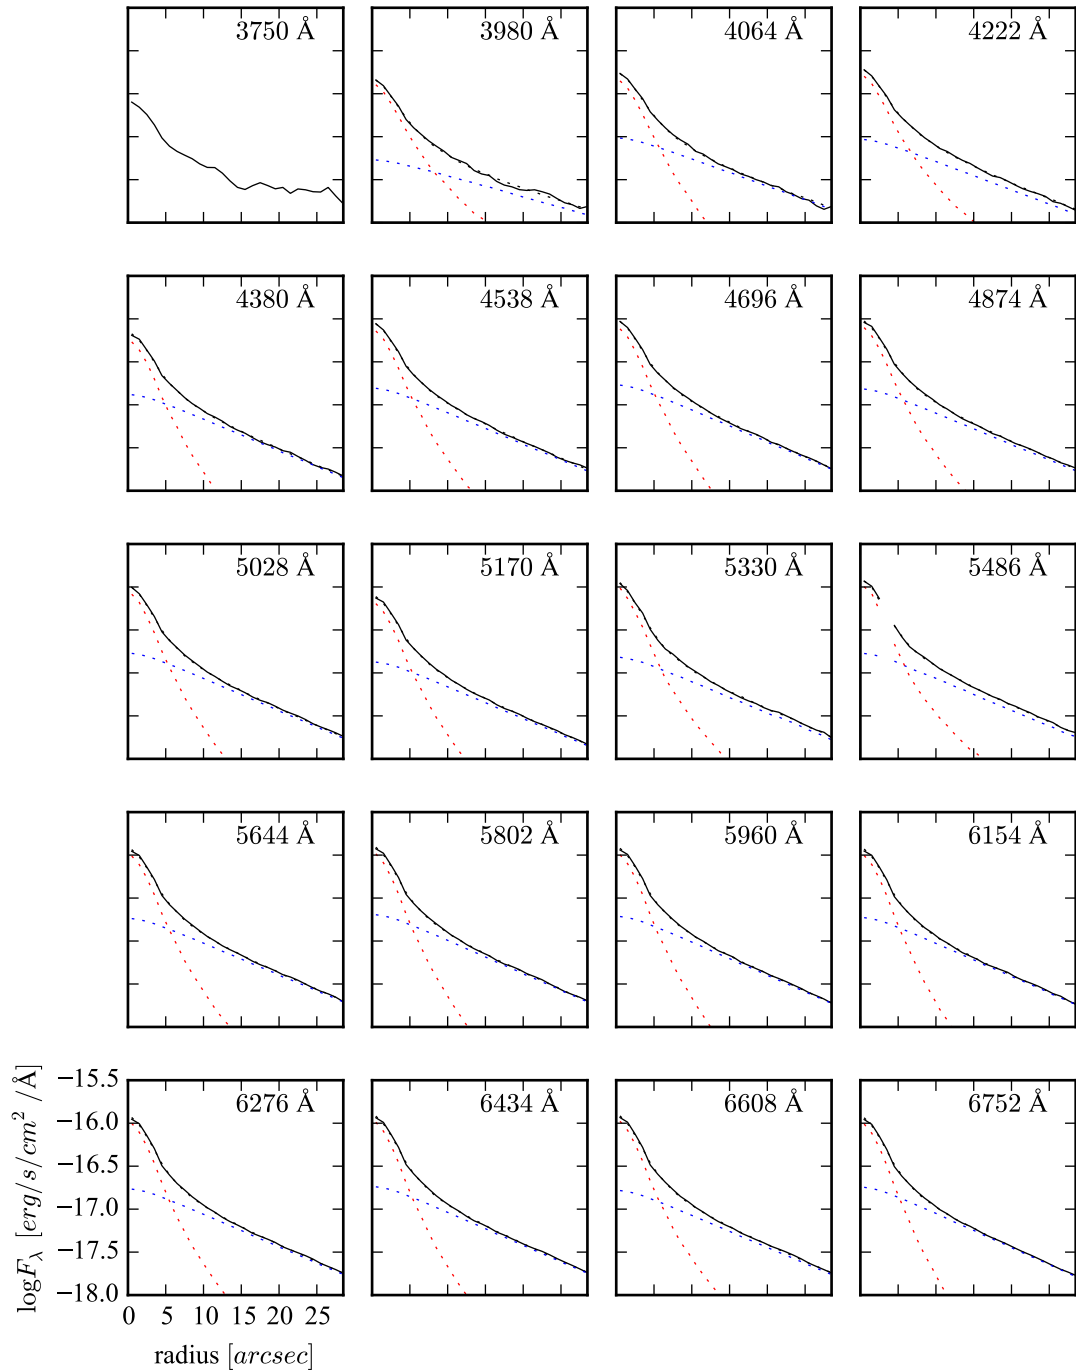 3750 Å
3980 Å
4064 Å
4222 Å
4380 Å
4538 Å
4696 Å
4874 Å
5028 Å
5170 Å
5330 Å
5486 Å
5644 Å
5802 Å
5960 Å
6154 Å
6276 Å
6434 Å
6608 Å
6752 Å
−15.5
−16.0
−16.5
−17.0
−17.5
−18.0
logF_λ [erg/s/cm² /Å]
0 5 10 15 20 25
radius [arcsec]